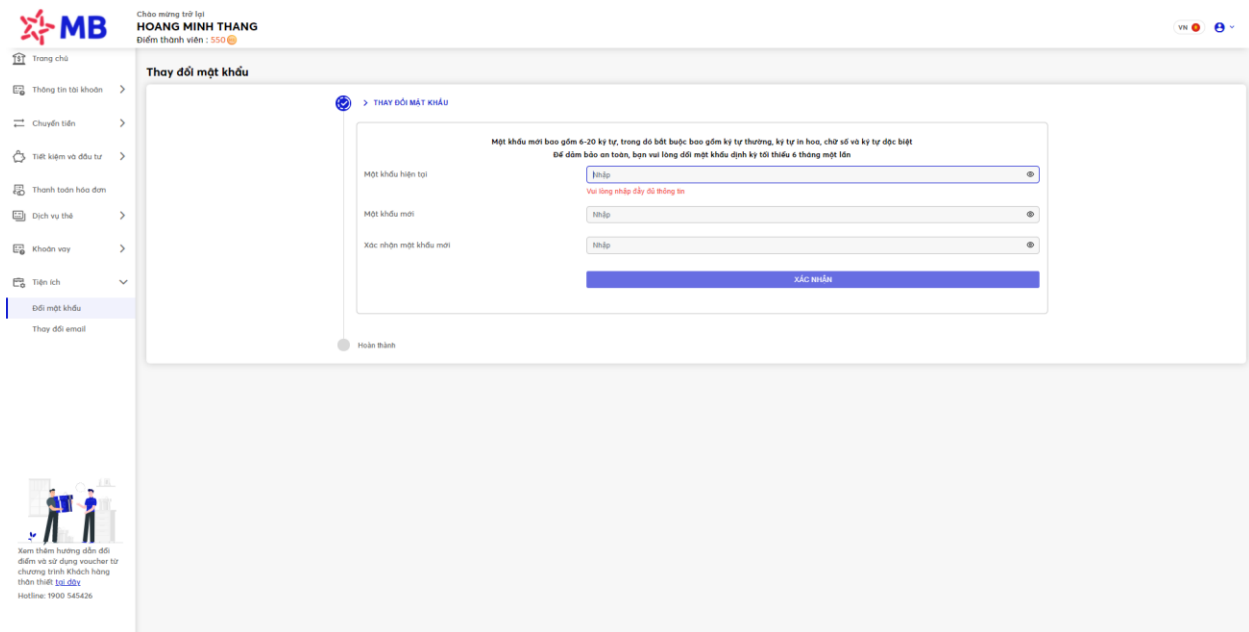 MB
Chào mừng trở lại
HOANG MINH THANG
Điểm thành viên : 550
VN
Trang chủ
Thông tin tài khoản
Chuyển tiền
Tiết kiệm và đầu tư
Thanh toán hóa đơn
Dịch vụ thẻ
Khoản vay
Tiện ích
Đổi mật khẩu
Thay đổi email
Xem thêm hướng dẫn đổi
điểm và sử dụng voucher từ
chương trình Khách hàng
thân thiết tại đây
Hotline: 1900 545426
Thay đổi mật khẩu
> THAY ĐỔI MẬT KHẨU
Mật khẩu mới bao gồm 6-20 ký tự, trong đó bắt buộc bao gồm ký tự thường, ký tự in hoa, chữ số và ký tự đặc biệt
Để đảm bảo an toàn, bạn vui lòng đổi mật khẩu định kỳ tối thiểu 6 tháng một lần
Mật khẩu hiện tại
Nhập
Vui lòng nhập đầy đủ thông tin
Mật khẩu mới
Nhập
Xác nhận mật khẩu mới
Nhập
XÁC NHẬN
Hoàn thành